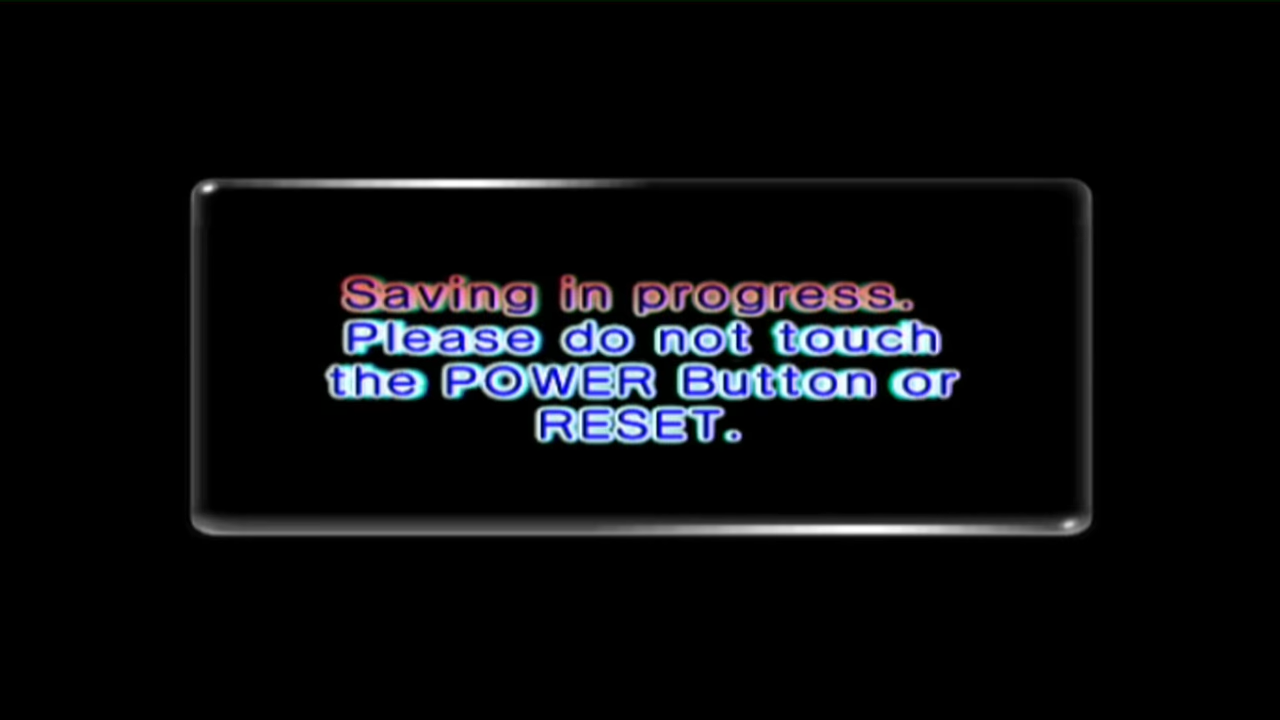 Saving in progress.
Please do not touch
the POWER Button or
RESET.